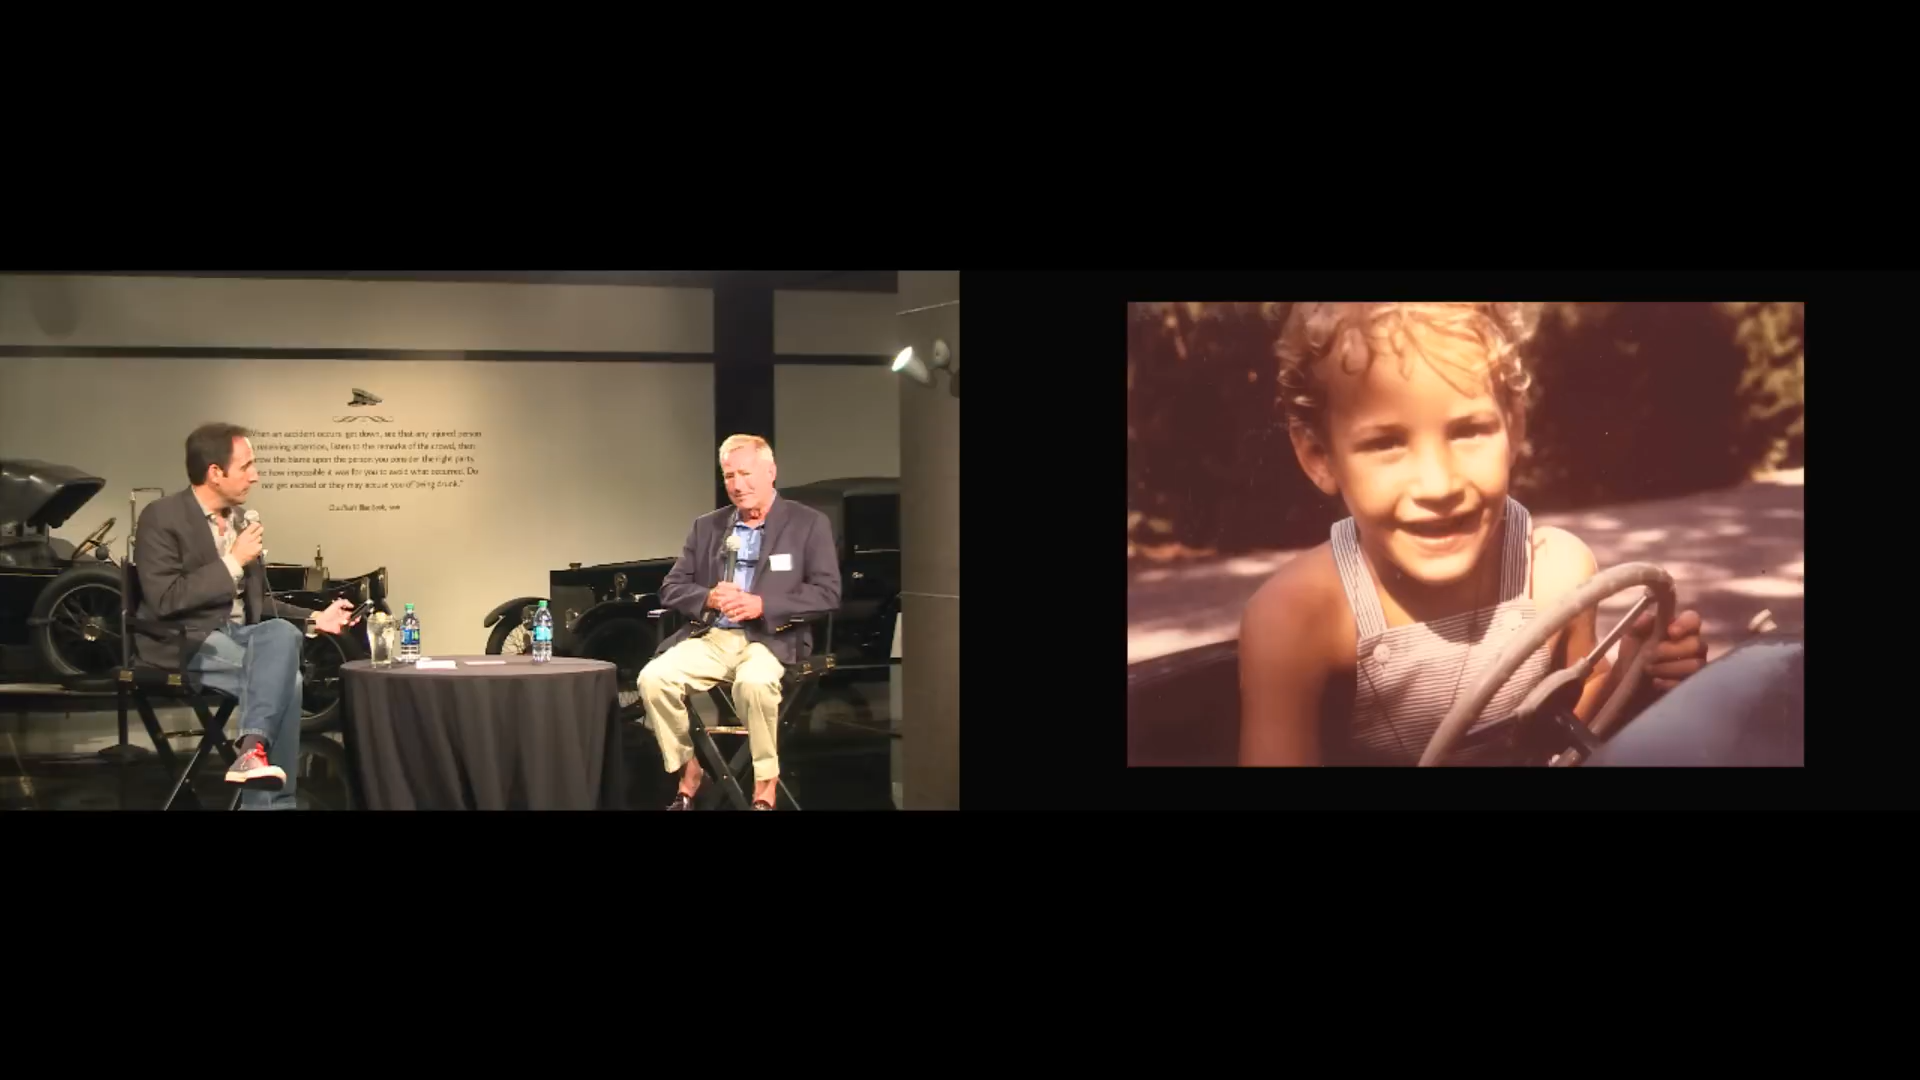 When an accident occurs, get down, see that any injured person
receiving attention, listen to the remarks of the crowd, then
throw the blame upon the person you consider the right party.
how impossible it was for you to avoid what occurred. Do
not get excited or they may accuse you of being drunk."